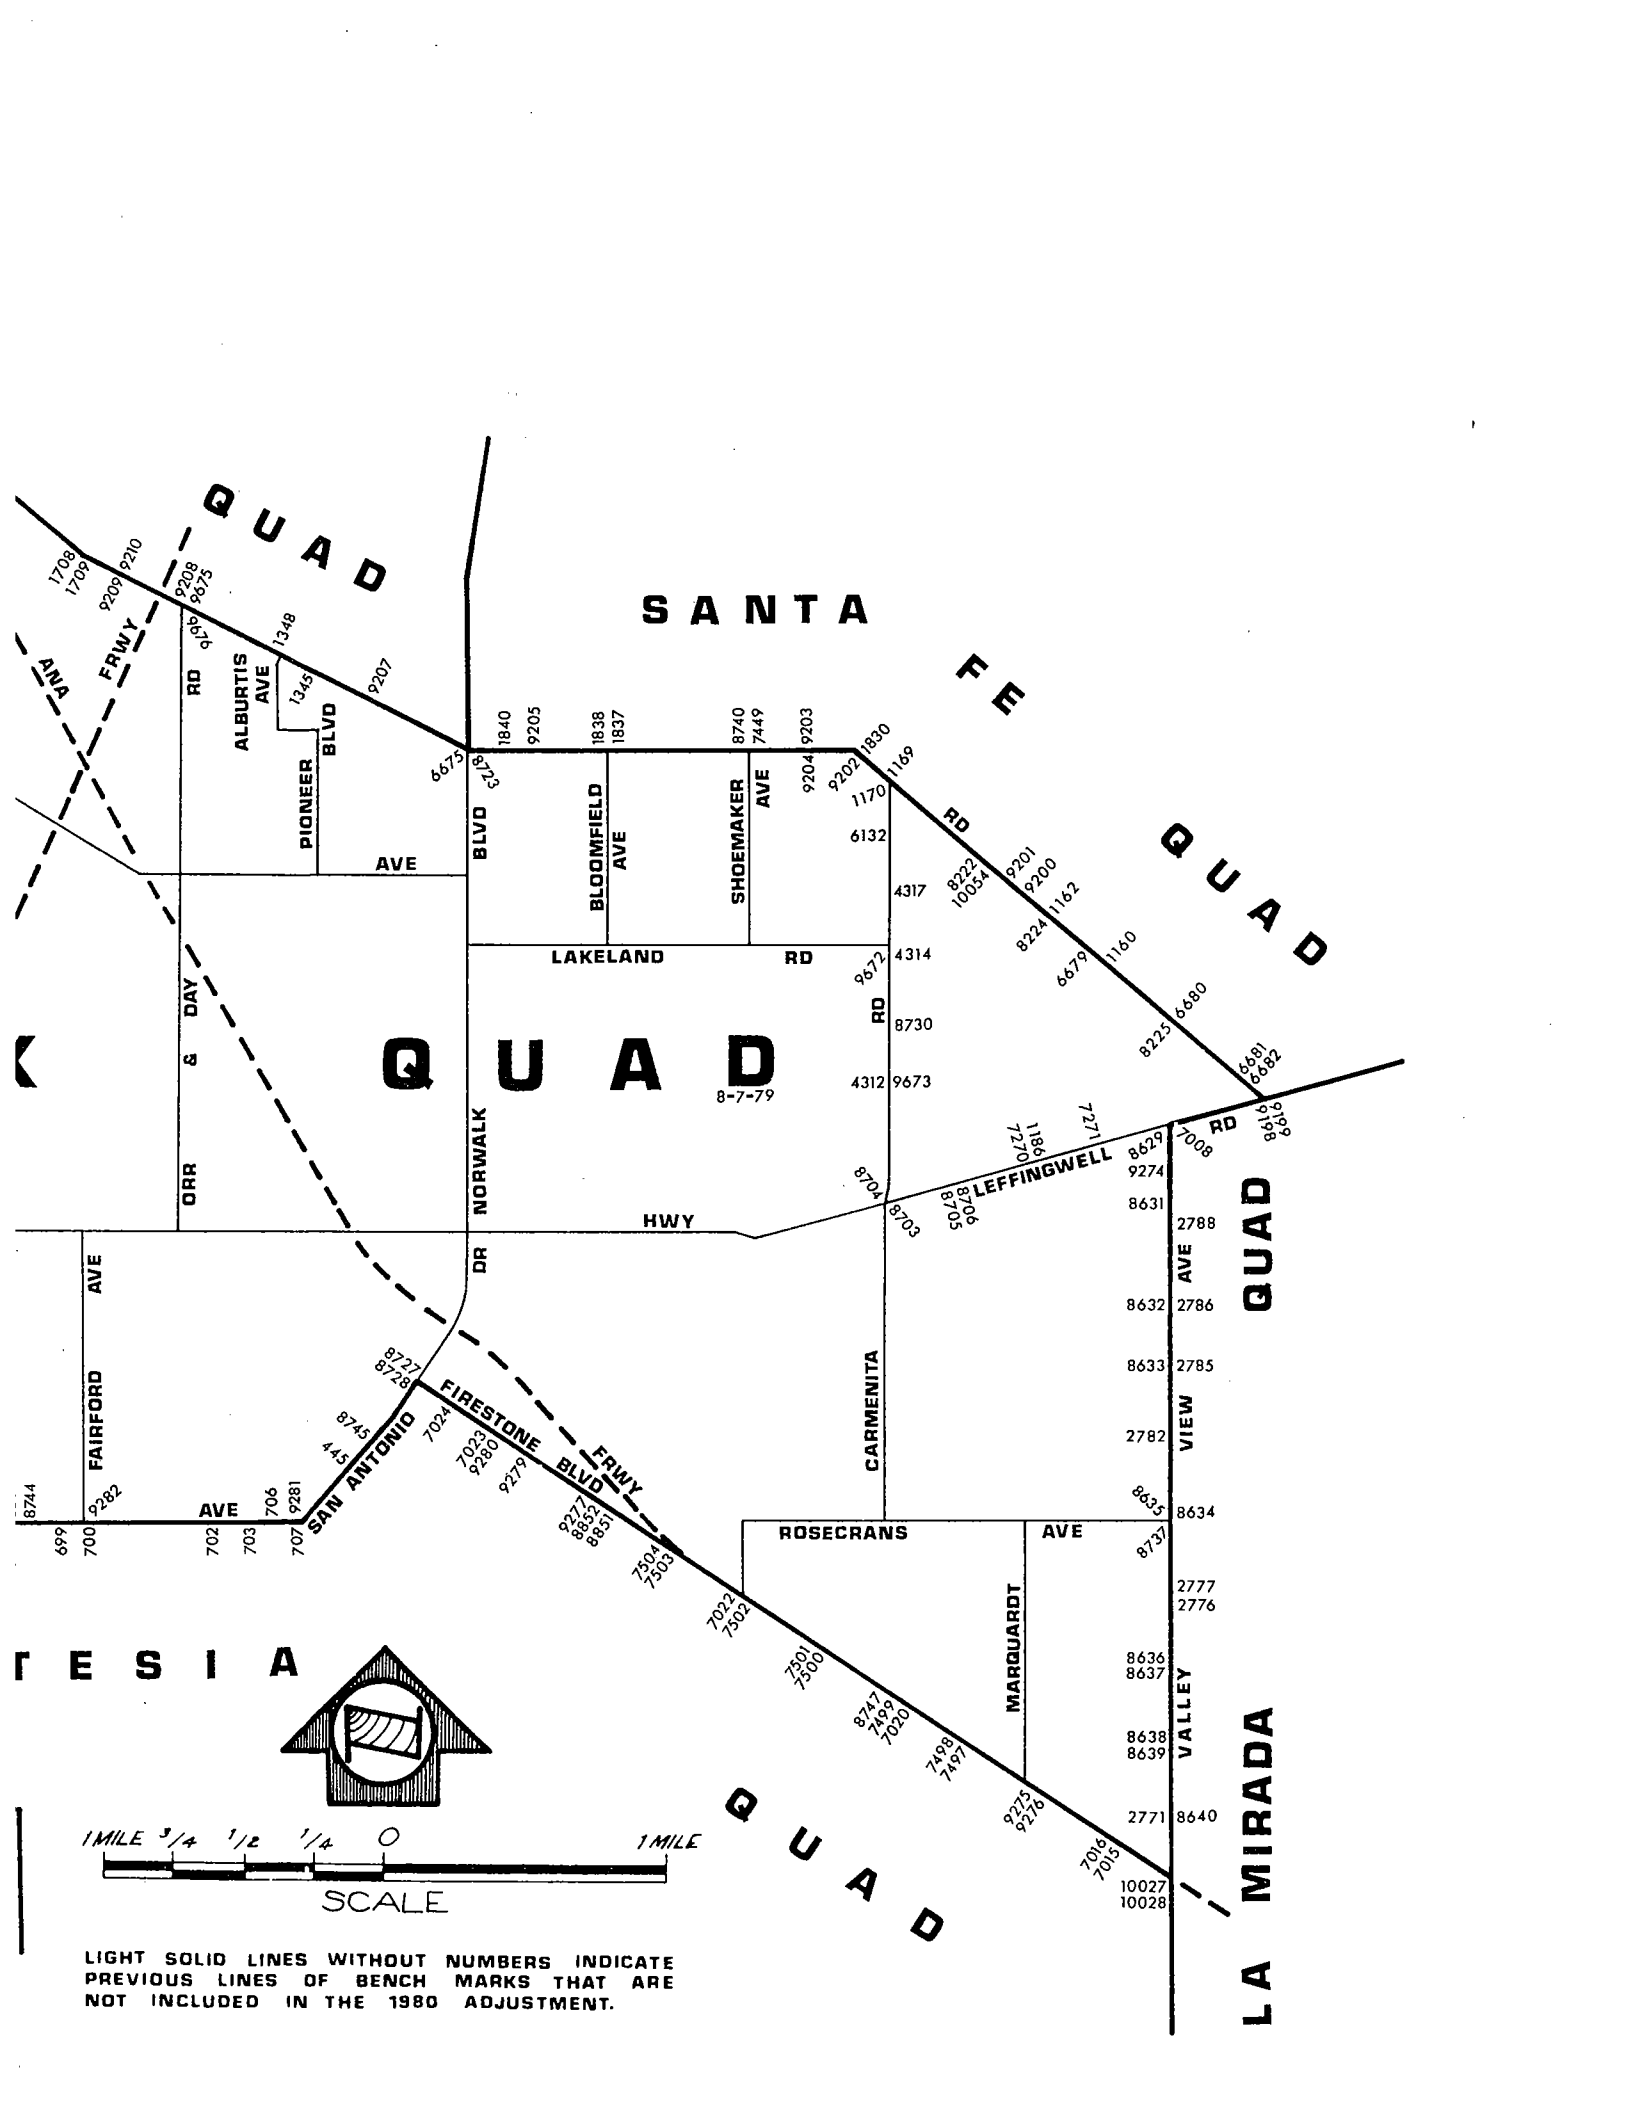 QUAD
SANTA
FE
QUAD
1708
1709
9210
9209
9208
9675
9676
FRWY
ANA
RD
ALBURTIS
AVE
1348
1345
9207
PIONEER
BLVD
AVE
6675
8723
BLVD
1840
9205
1838
1837
8740
7449
9203
9204
9202
1830
1169
1170
BLOOMFIELD
AVE
SHOEMAKER
AVE
6132
RD
4317
8222
10054
9201
9200
1162
8224
1160
6679
6680
8225
6681
6682
LAKELAND RD
9672
4314
RD
8730
4312
9673
DAY
&
ORR
K QUAD
8-7-79
NORWALK
DR
HWY
8704
8703
7271
1186
7270
8706
8705
LEFFINGWELL
RD
9199
9198
8629
7008
9274
8631
2788
AVE
8632
2786
8633
2785
2782
VIEW
8635
8634
8737
QUAD
AVE
FAIRFORD
CARMENITA
8727
8728
FIRESTONE
BLVD
FRWY
7024
7023
9280
9279
9277
8852
8851
7504
7503
8745
445
SAN ANTONIO
8744
9282
AVE
706
9281
699
700
702
703
707
ROSECRANS AVE
MARQUARDT
2777
2776
7022
7502
7501
7500
8747
7499
7020
7498
7497
9275
9276
7016
7015
8636
8637
VALLEY
8638
8639
2771
8640
10027
10028
TESIA
QUAD
LA MIRADA
1 MILE 3/4 1/2 1/4 0 1 MILE
SCALE
LIGHT SOLID LINES WITHOUT NUMBERS INDICATE
PREVIOUS LINES OF BENCH MARKS THAT ARE
NOT INCLUDED IN THE 1980 ADJUSTMENT.